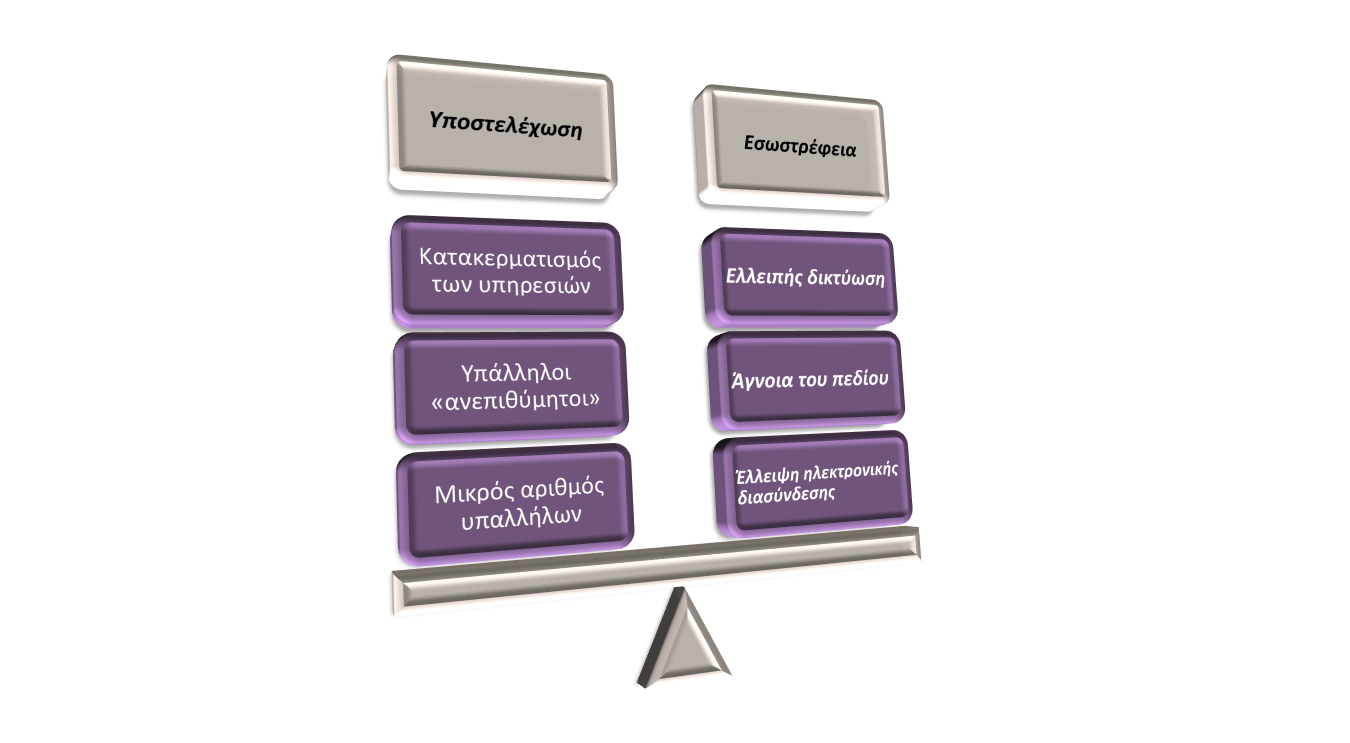 Υποστελέχωση
Κατακερματισμός
των υπηρεσιών
Υπάλληλοι
«ανεπιθύμητοι»
Μικρός αριθμός
υπαλλήλων
Εσωστρέφεια
Ελλειπής δικτύωση
Άγνοια του πεδίου
Έλλειψη ηλεκτρονικής
διασύνδεσης